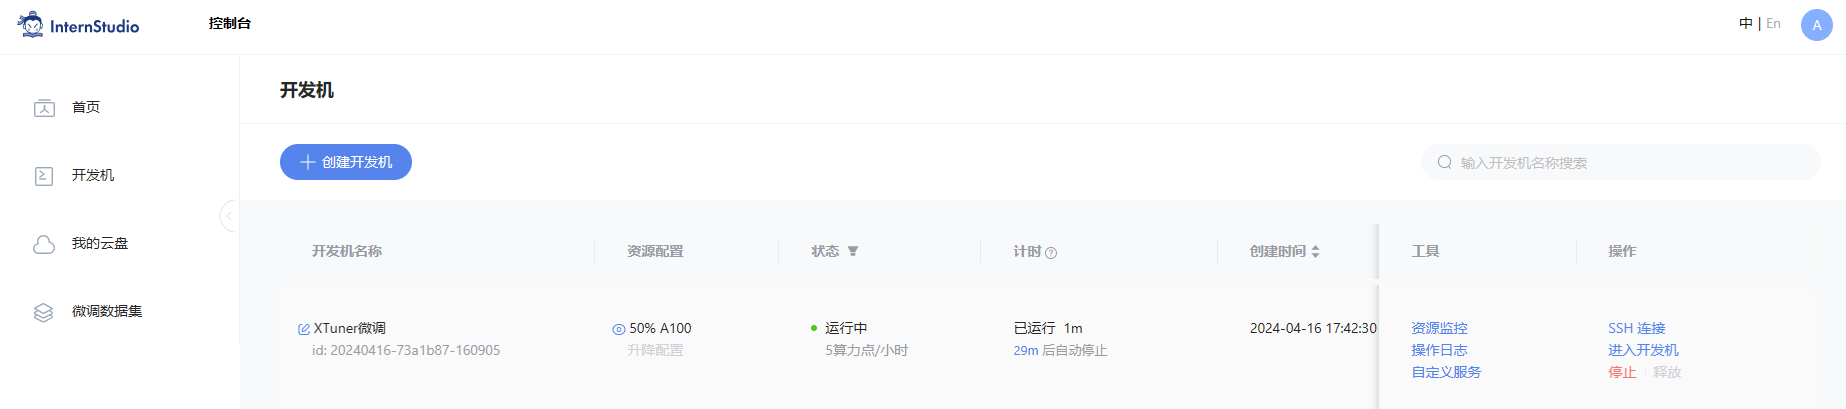 InternStudio 控制台 中 | En A
首页
开发机
我的云盘
微调数据集
开发机
创建开发机 输入开发机名称搜索
开发机名称 资源配置 状态 计时 创建时间 工具 操作
XTuner微调 50% A100 运行中 已运行 1m 2024-04-16 17:42:30 资源监控 SSH 连接
id: 20240416-73a1b87-160905 升降配置 5算力点/小时 29m 后自动停止 操作日志 进入开发机
自定义服务 停止 释放